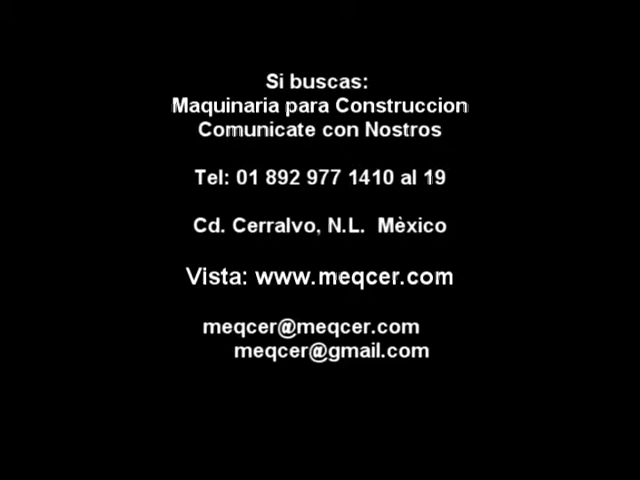 Si buscas:
Maquinaria para Construccion
Comunicate con Nostros
Tel: 01 892 977 1410 al 19
Cd. Cerralvo, N.L. Mèxico
Vista: www.meqcer.com
meqcer@meqcer.com
meqcer@gmail.com